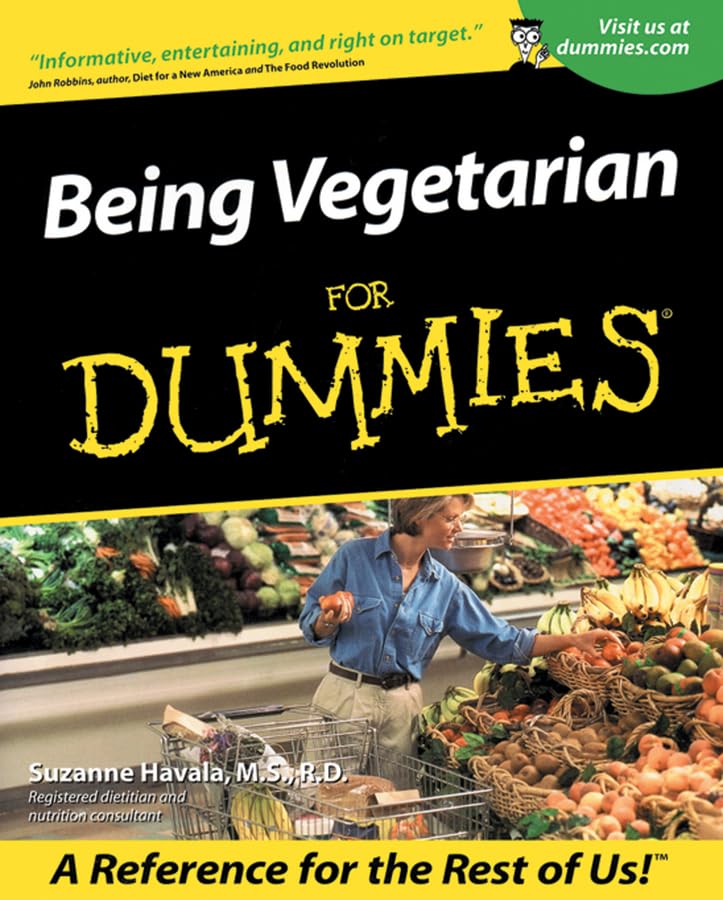 “Informative, entertaining, and right on target.”
John Robbins, author, Diet for a New America and The Food Revolution
Visit us at
dummies.com
Being Vegetarian
FOR
DUMMIES®
Suzanne Havala, M.S., R.D.
Registered dietitian and
nutrition consultant
A Reference for the Rest of Us!™